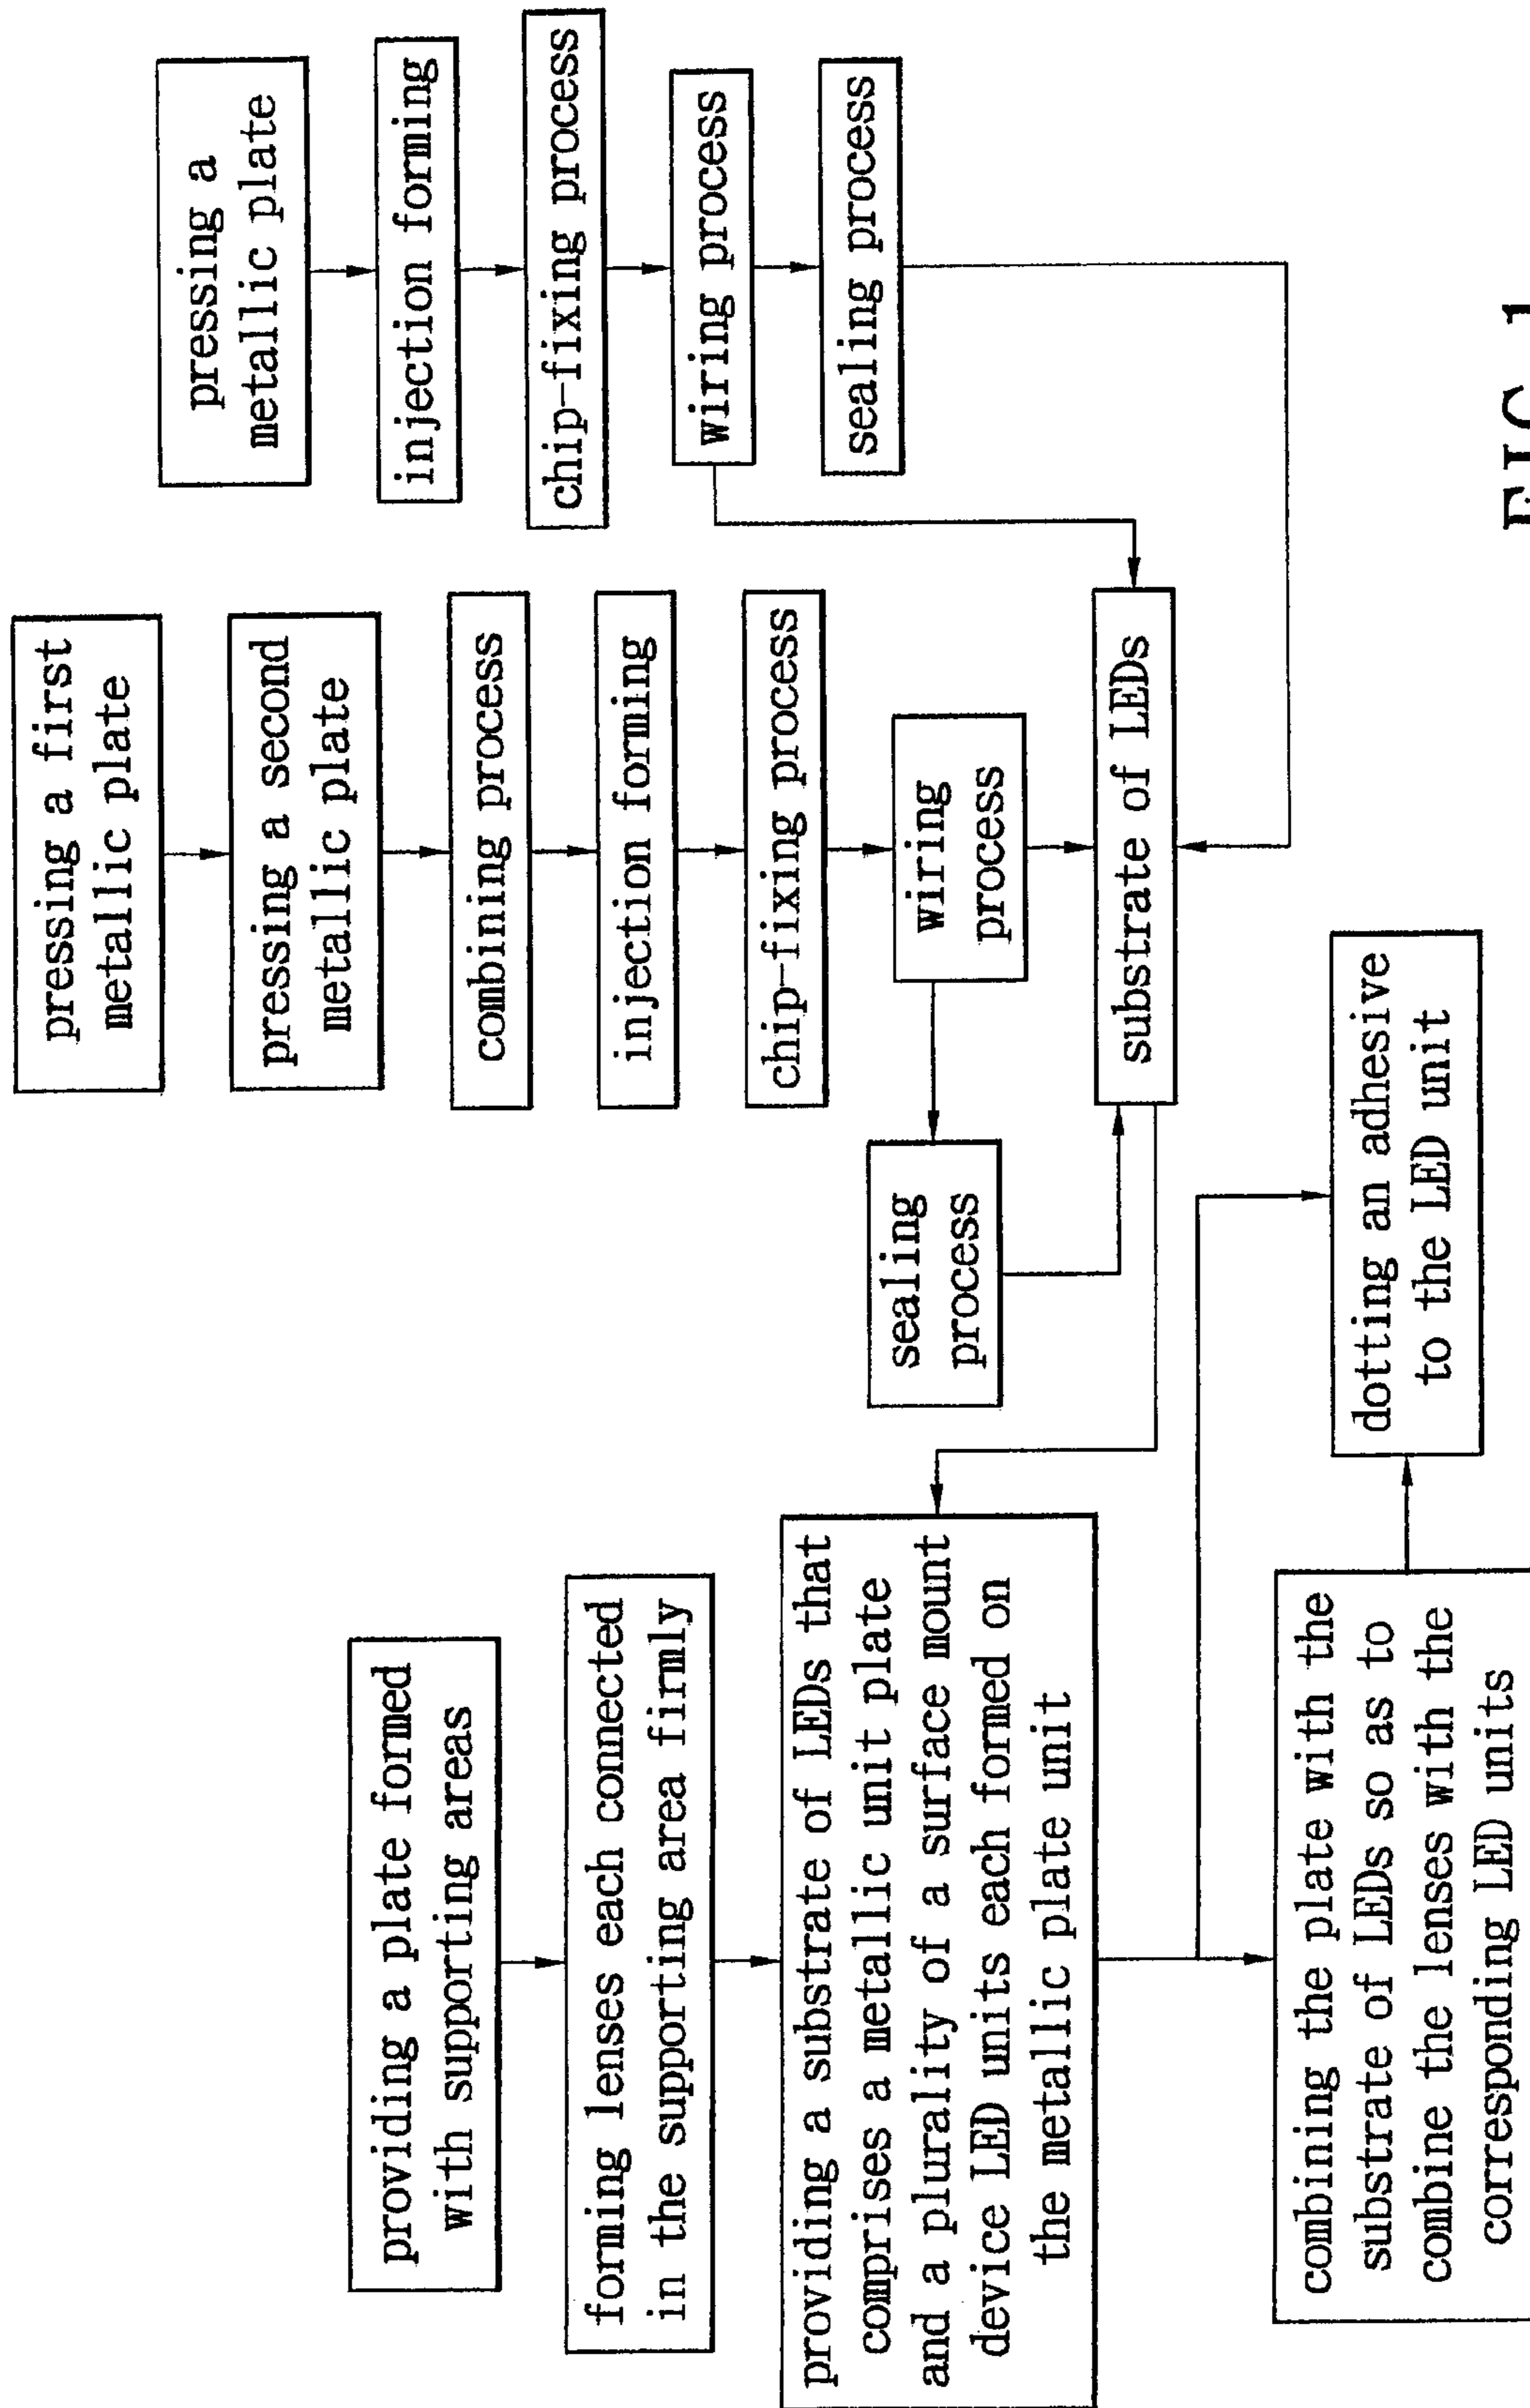 providing a plate formed
with supporting areas
forming lenses each connected
in the supporting area firmly
providing a substrate of LEDs that
comprises a metallic unit plate
and a plurality of a surface mount
device LED units each formed on
the metallic plate unit
combining the plate with the
substrate of LEDs so as to
combine the lenses with the
corresponding LED units
dotting an adhesive
to the LED unit
pressing a first
metallic plate
pressing a second
metallic plate
combining process
injection forming
chip-fixing process
wiring
process
sealing
process
substrate of LEDs
pressing a
metallic plate
injection forming
chip-fixing process
wiring process
sealing process
FIG. 1